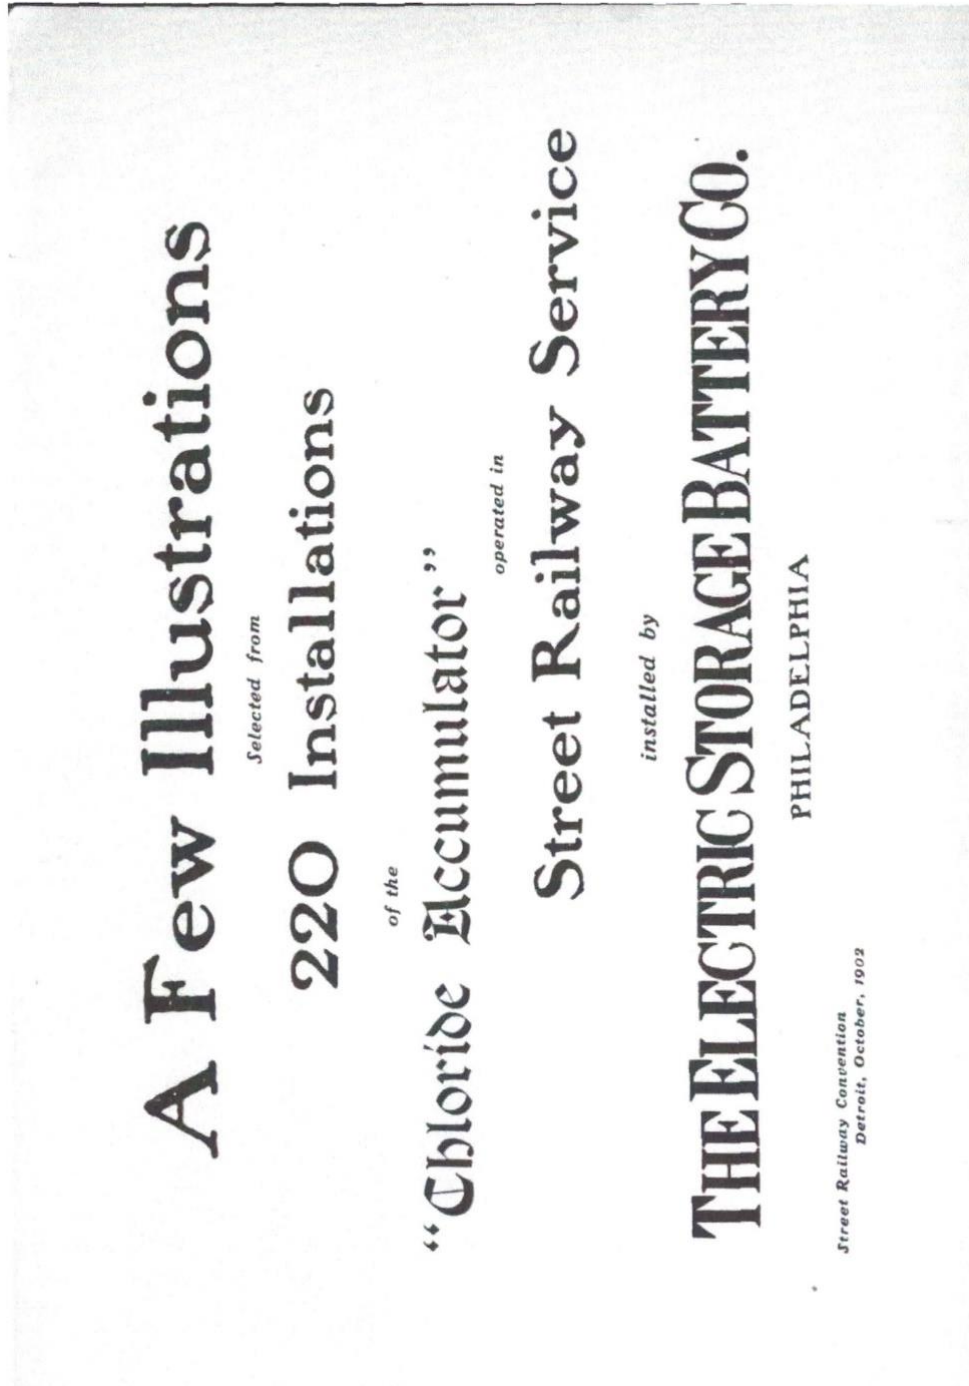 A Few Illustrations
Selected from
220 Installations
of the
“Chloride Accumulator”
operated in
Street Railway Service
installed by
THE ELECTRIC STORAGE BATTERY CO.
PHILADELPHIA
Street Railway Convention
Detroit, October, 1902